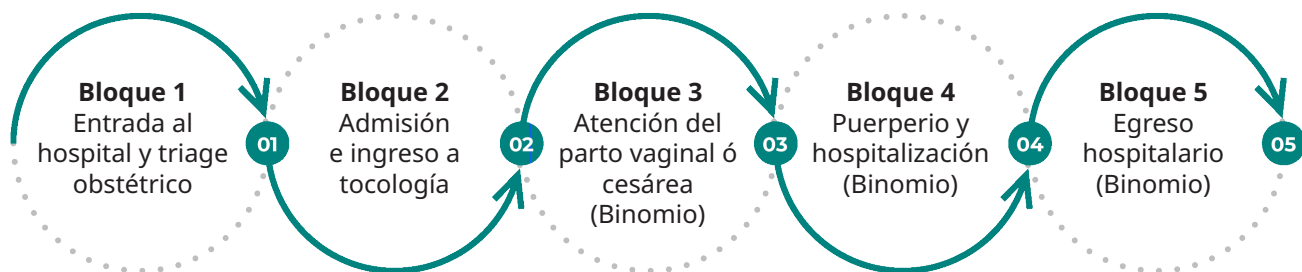 Bloque 1
Entrada al
hospital y triage
obstétrico
01
Bloque 2
Admisión
e ingreso a
tocología
02
Bloque 3
Atención del
parto vaginal ó
cesárea
(Binomio)
03
Bloque 4
Puerperio y
hospitalización
(Binomio)
04
Bloque 5
Egreso
hospitalario
(Binomio)
05